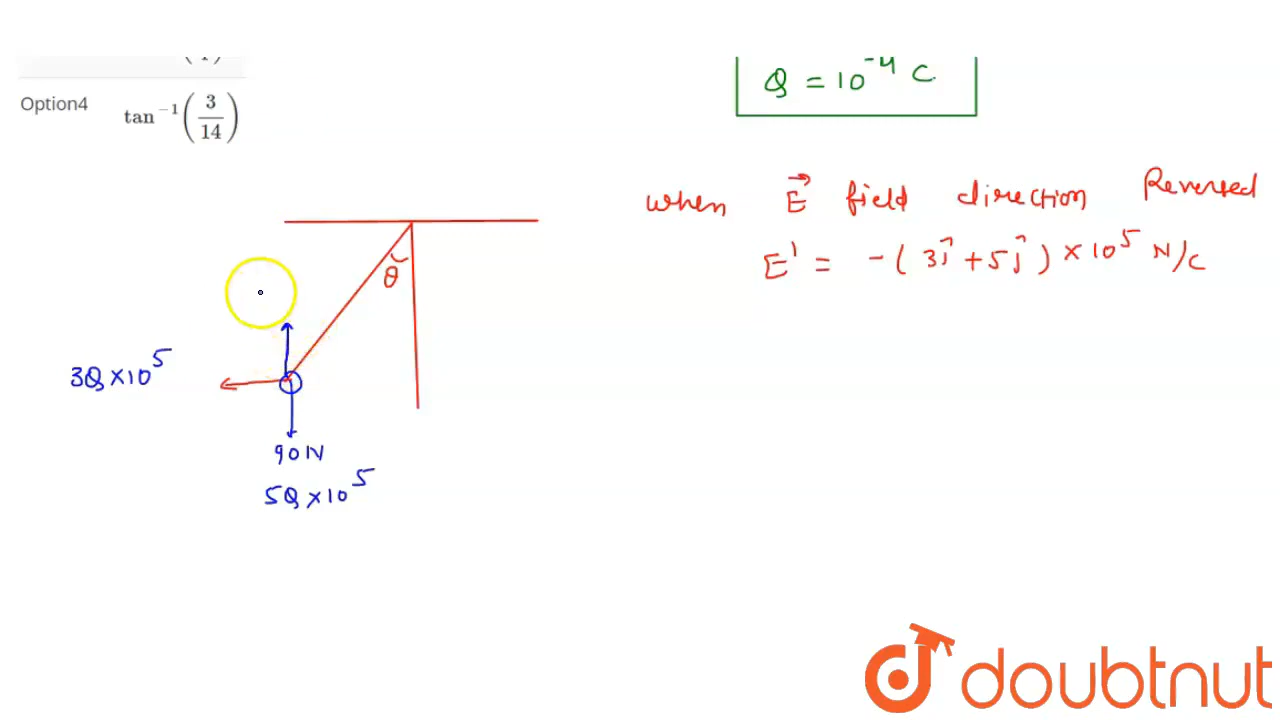 Option4 tan⁻¹(3/14)
Q = 10⁻⁴ C
When E⃗ field direction Reversed
E' = -(3î + 5ĵ) × 10⁵ N/C
θ
3Q × 10⁵
90 N
5Q × 10⁵
doubtnut